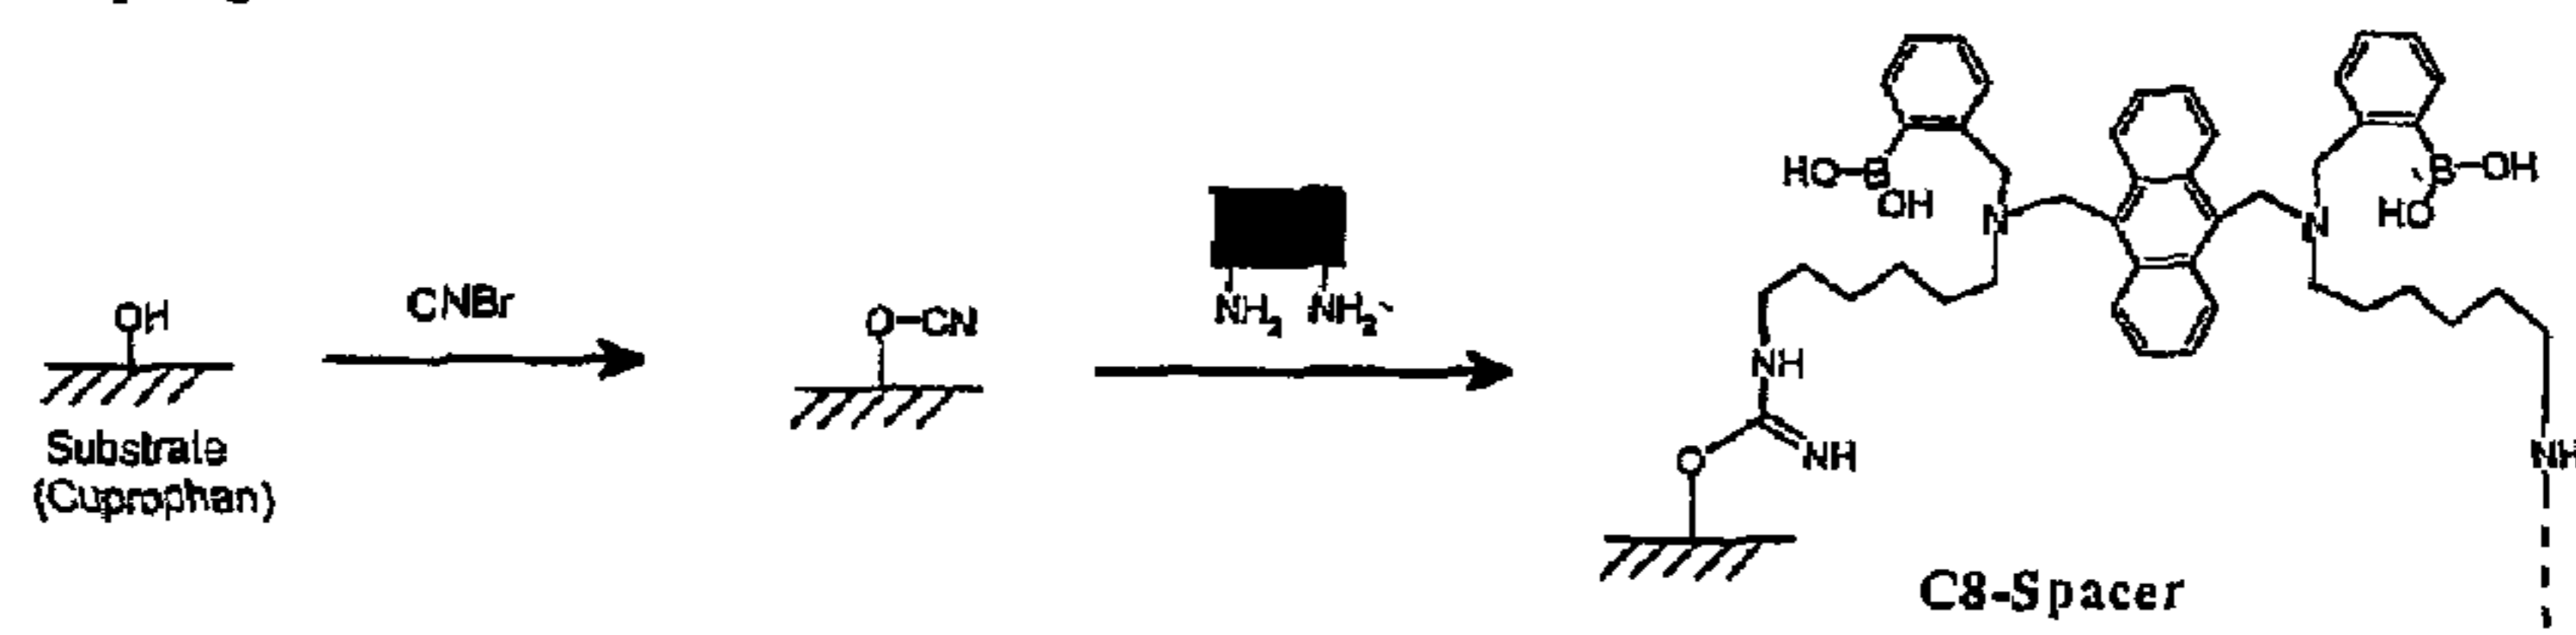 OH
Substrate
(Cuprophan)
CNBr
O-CN
NH2 NH2
HO-B
OH
N
N
B-OH
HO
NH
O
NH
NH
C8-Spacer